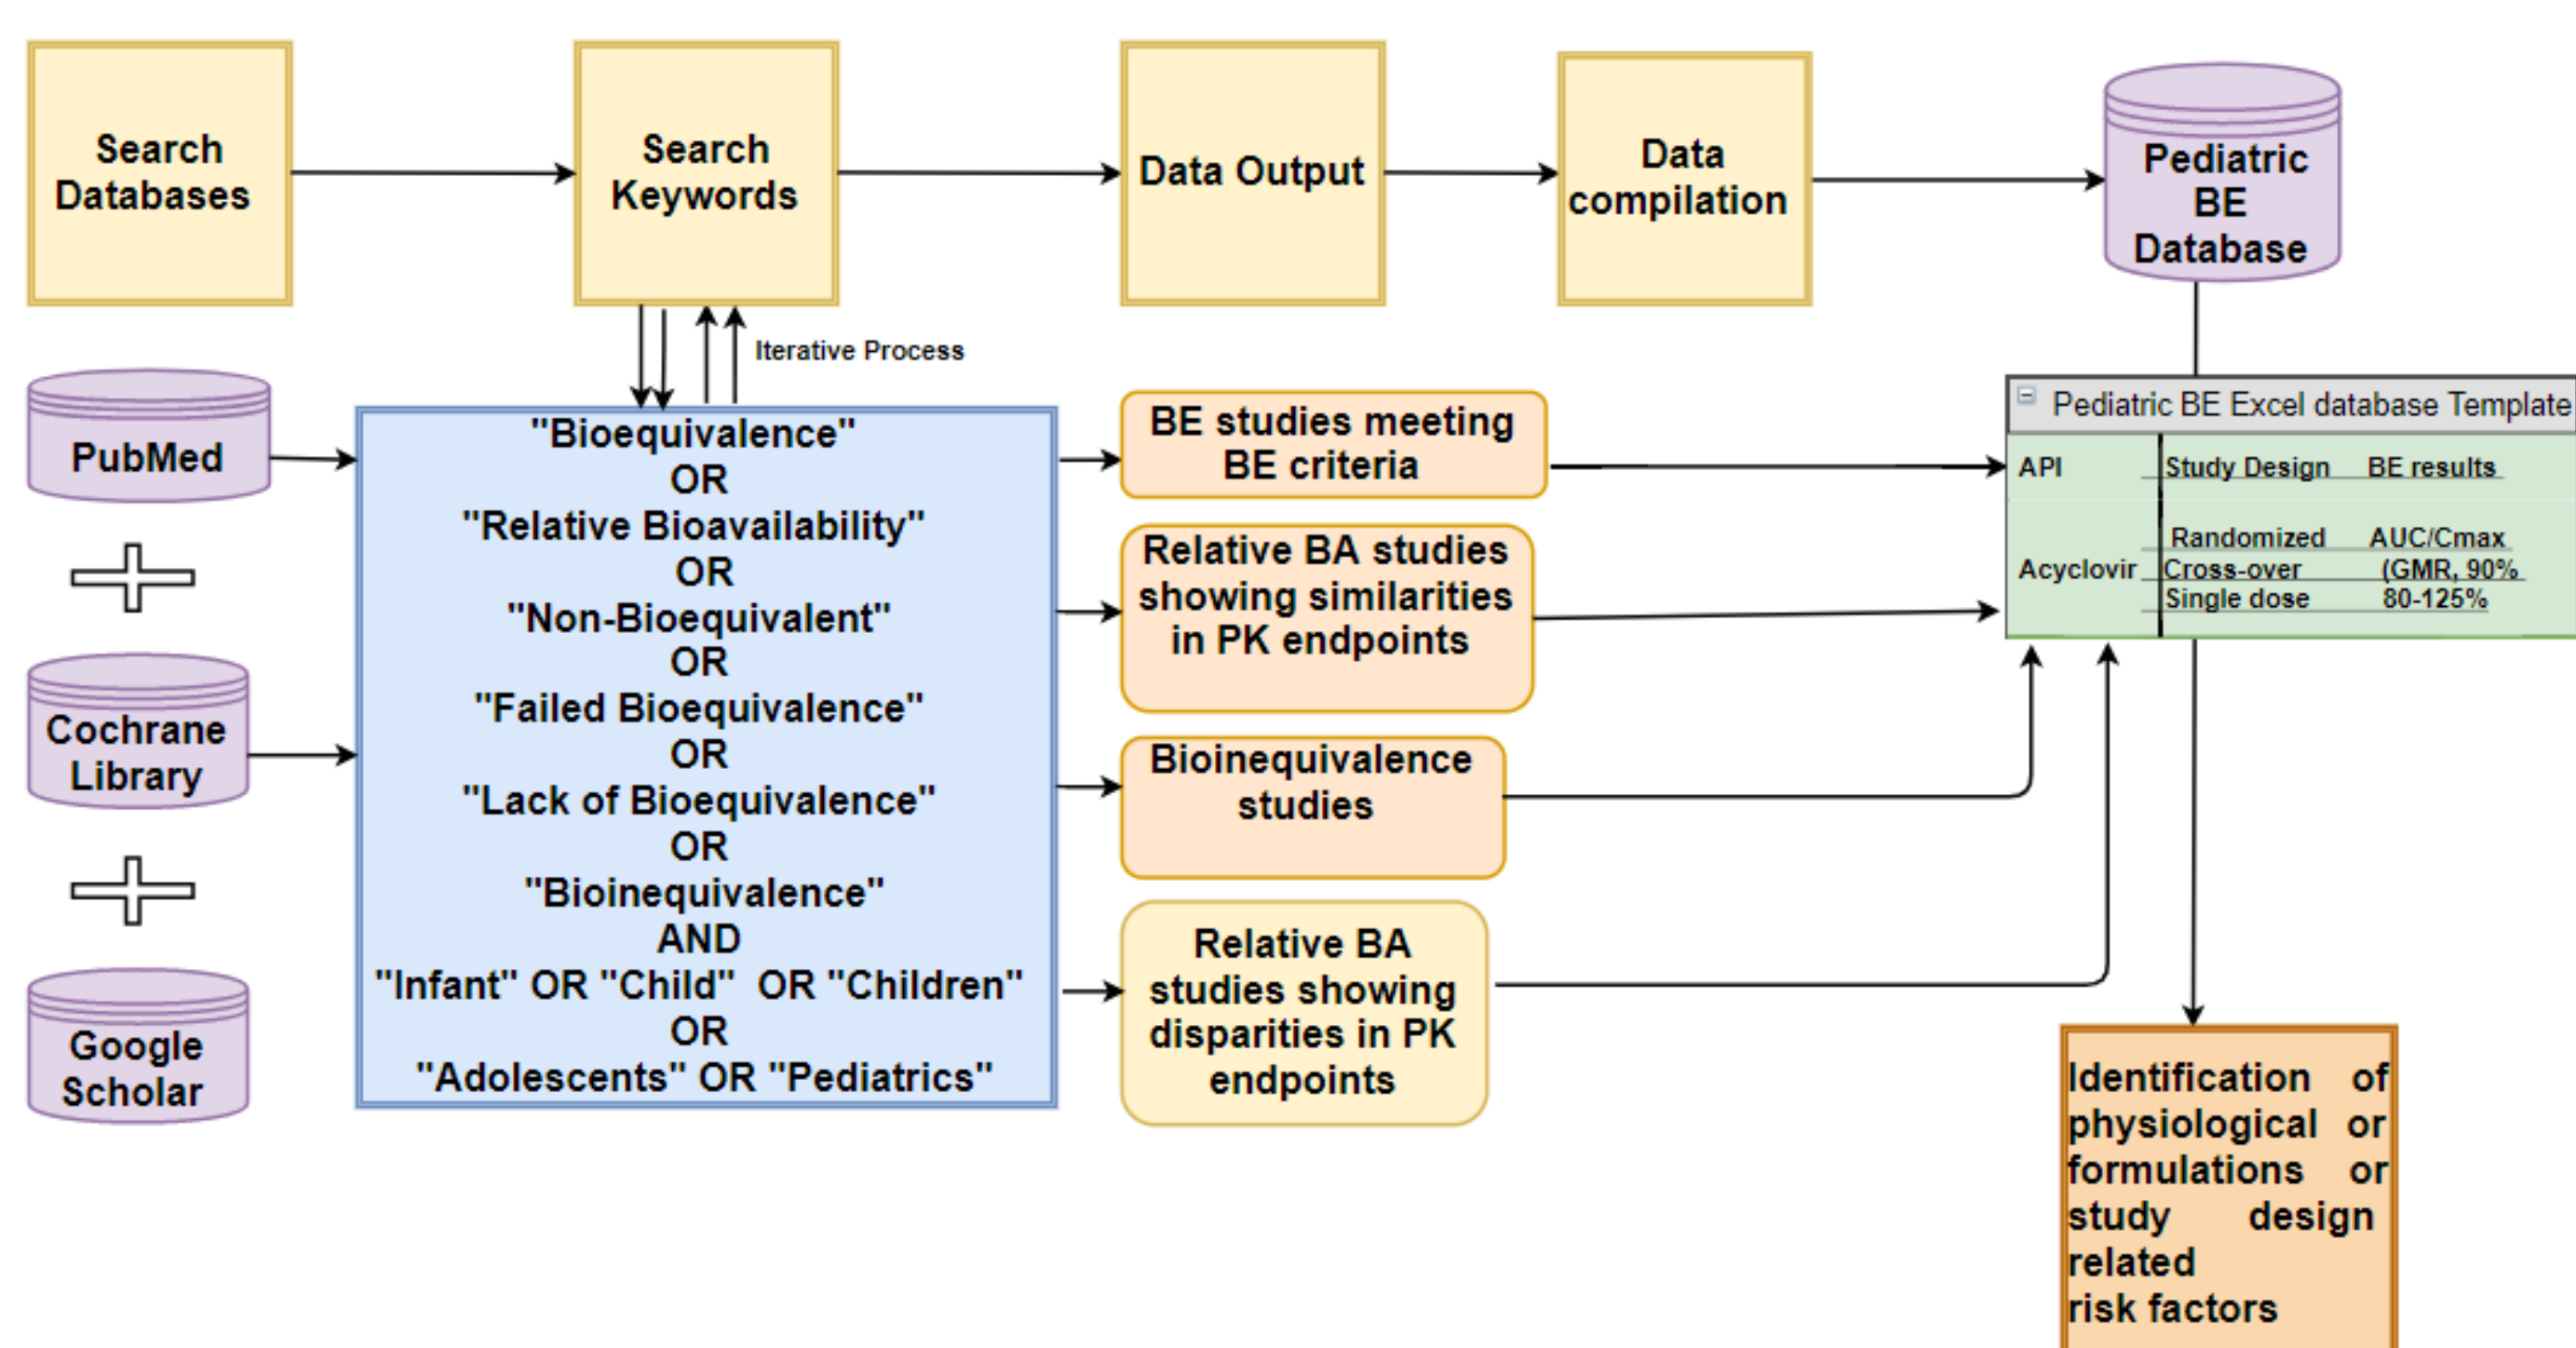 Search
Databases
Search
Keywords
Data Output
Data
compilation
Pediatric
BE
Database
Iterative Process
PubMed
Cochrane
Library
Google
Scholar
"Bioequivalence"
OR
"Relative Bioavailability"
OR
"Non-Bioequivalent"
OR
"Failed Bioequivalence"
OR
"Lack of Bioequivalence"
OR
"Bioinequivalence"
AND
"Infant" OR "Child" OR "Children"
OR
"Adolescents" OR "Pediatrics"
BE studies meeting
BE criteria
Relative BA studies
showing similarities
in PK endpoints
Bioinequivalence
studies
Relative BA
studies showing
disparities in PK
endpoints
Pediatric BE Excel database Template
API Study Design BE results
Randomized AUC/Cmax
Acyclovir Cross-over (GMR, 90%
Single dose 80-125%
Identification of
physiological or
formulations or
study design
related
risk factors